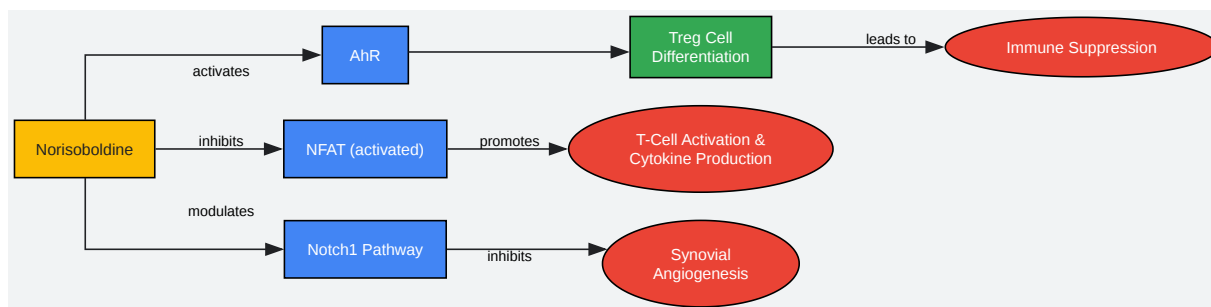 Treg Cell
Differentiation
leads to
Immune Suppression
AhR
activates
Norisoboldine
inhibits
NFAT (activated)
promotes
T-Cell Activation &
Cytokine Production
modulates
Notch1 Pathway
inhibits
Synovial
Angiogenesis